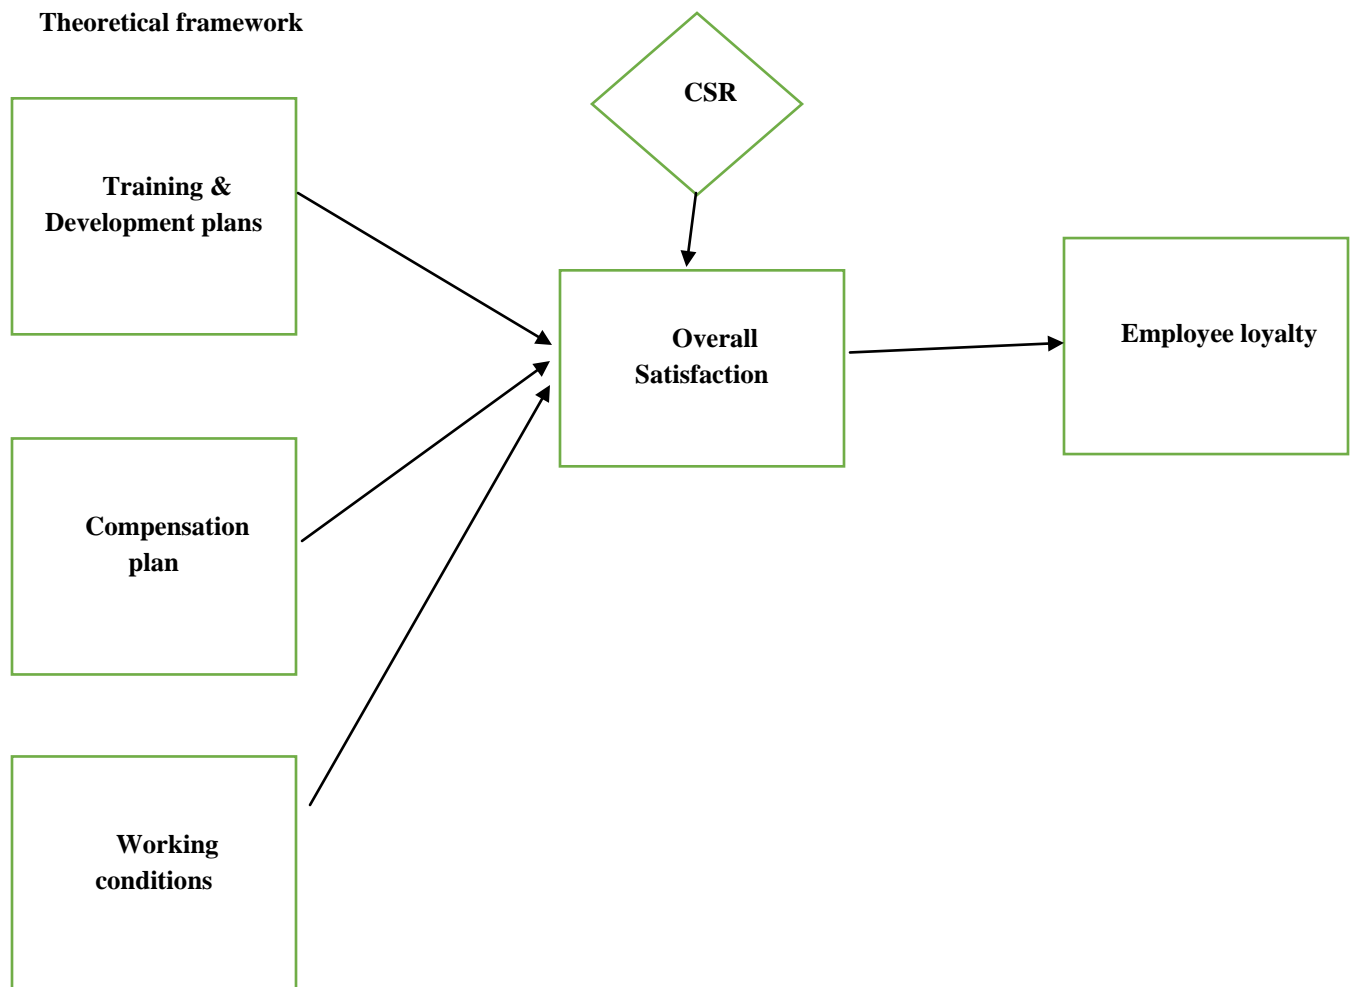 Theoretical framework
CSR
Training &
Development plans
Overall
Satisfaction
Employee loyalty
Compensation
plan
Working
conditions